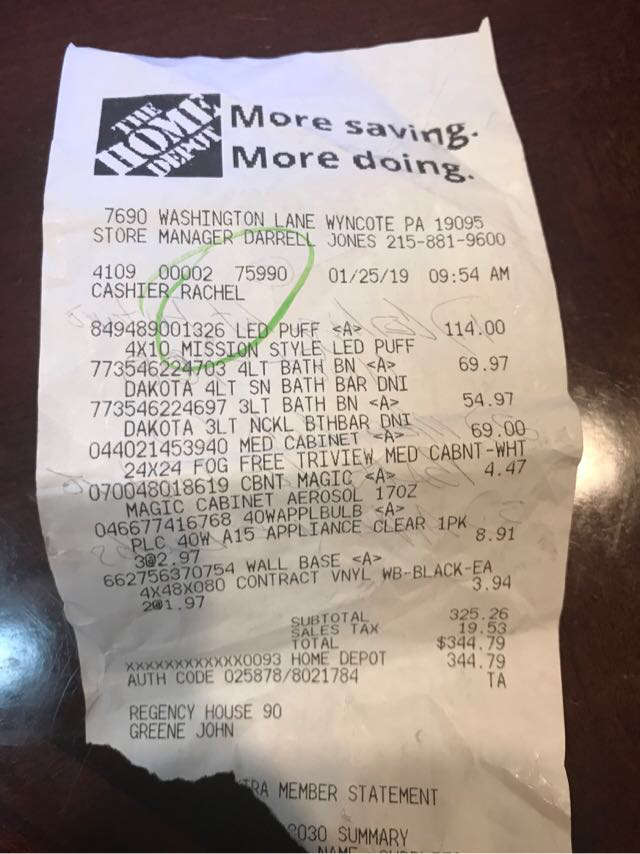 THE HOME DEPOT
More saving.
More doing.
7690 WASHINGTON LANE WYNCOTE PA 19095
STORE MANAGER DARRELL JONES 215-881-9600
4109 00002 75990 01/25/19 09:54 AM
CASHIER RACHEL
849489001326 LED PUFF <A> 114.00
4X10 MISSION STYLE LED PUFF
773546224703 4LT BATH BN <A> 69.97
DAKOTA 4LT SN BATH BAR DNI
773546224697 3LT BATH BN <A> 54.97
DAKOTA 3LT NCKL BTHBAR DNI
044021453940 MED CABINET <A> 69.00
24X24 FOG FREE TRIVIEW MED CABNT-WHT
070048018619 CBNT MAGIC <A> 4.47
MAGIC CABINET AEROSOL 17OZ
046677416768 40WAPPLBULB <A>
PLC 40W A15 APPLIANCE CLEAR 1PK
3@2.97 8.91
662756370754 WALL BASE <A>
4X48X080 CONTRACT VNYL WB-BLACK-EA
2@1.97 3.94
SUBTOTAL 325.26
SALES TAX 19.53
TOTAL $344.79
XXXXXXXXXXXX0093 HOME DEPOT 344.79
AUTH CODE 025878/8021784 TA
REGENCY HOUSE 90
GREENE JOHN
TRA MEMBER STATEMENT
2030 SUMMARY